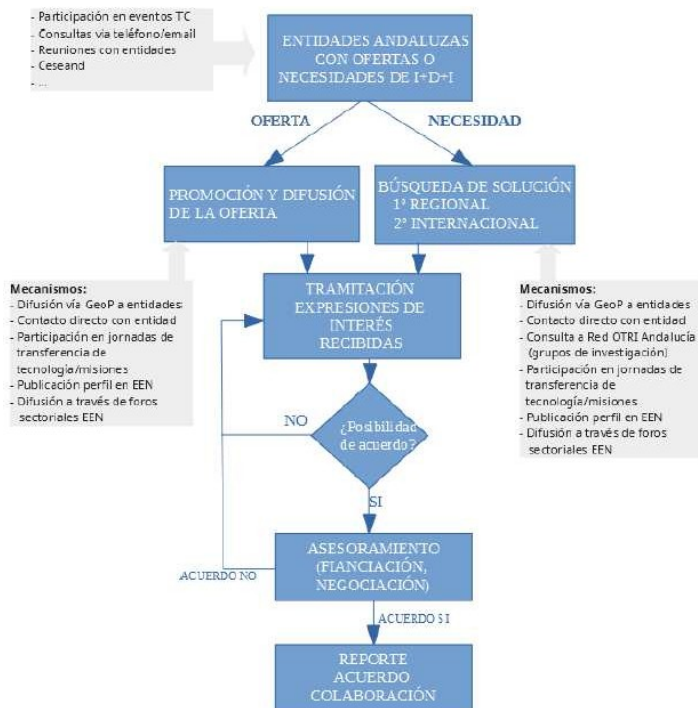 - Participación en eventos TC
- Consultas via teléfono/email
- Reuniones con entidades
- Ceseand
- ...
ENTIDADES ANDALUZAS
CON OFERTAS O
NECESIDADES DE I+D+I
OFERTA
NECESIDAD
PROMOCIÓN Y DIFUSIÓN
DE LA OFERTA
BÚSQUEDA DE SOLUCIÓN
1º REGIONAL
2º INTERNACIONAL
Mecanismos:
- Difusión vía GeoP a entidades
- Contacto directo con entidad
- Participación en jornadas de
transferencia de
tecnología/misiones
- Publicación perfil en EEN
- Difusión a través de foros
sectoriales EEN
TRAMITACIÓN
EXPRESIONES DE
INTERÉS
RECIBIDAS
Mecanismos:
- Difusión vía GeoP a entidades
- Contacto directo con entidad
- Consulta a Red OTRI Andalucía
(grupos de investigación)
- Participación en jornadas de
transferencia de
tecnología/misiones
- Publicación perfil en EEN
- Difusión a través de foros
sectoriales EEN
NO
¿Posibilidad
de acuerdo?
SI
ASESORAMIENTO
(FIANCIACIÓN,
NEGOCIACIÓN)
ACUERDO NO
ACUERDO SI
REPORTE
ACUERDO
COLABORACIÓN